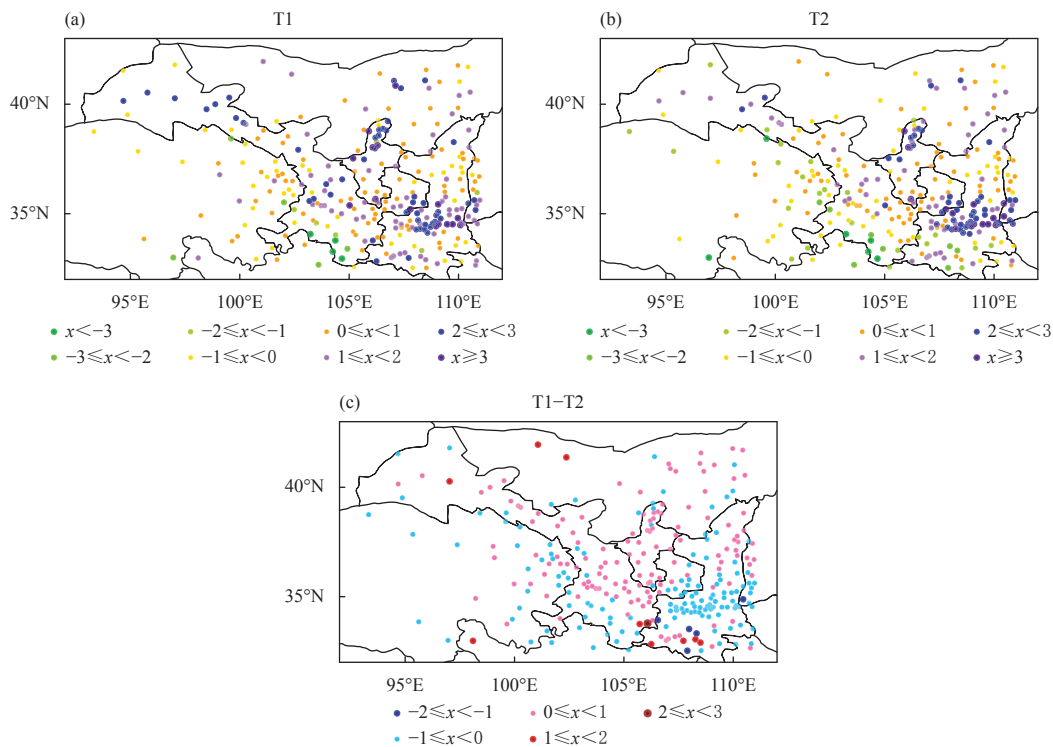 (a) T1
40°N
35°N
95°E 100°E 105°E 110°E
x<−3 −2≤x<−1 0≤x<1 2≤x<3
−3≤x<−2 −1≤x<0 1≤x<2 x≥3
(b) T2
40°N
35°N
95°E 100°E 105°E 110°E
x<−3 −2≤x<−1 0≤x<1 2≤x<3
−3≤x<−2 −1≤x<0 1≤x<2 x≥3
(c) T1−T2
40°N
35°N
95°E 100°E 105°E 110°E
−2≤x<−1 0≤x<1 2≤x<3
−1≤x<0 1≤x<2